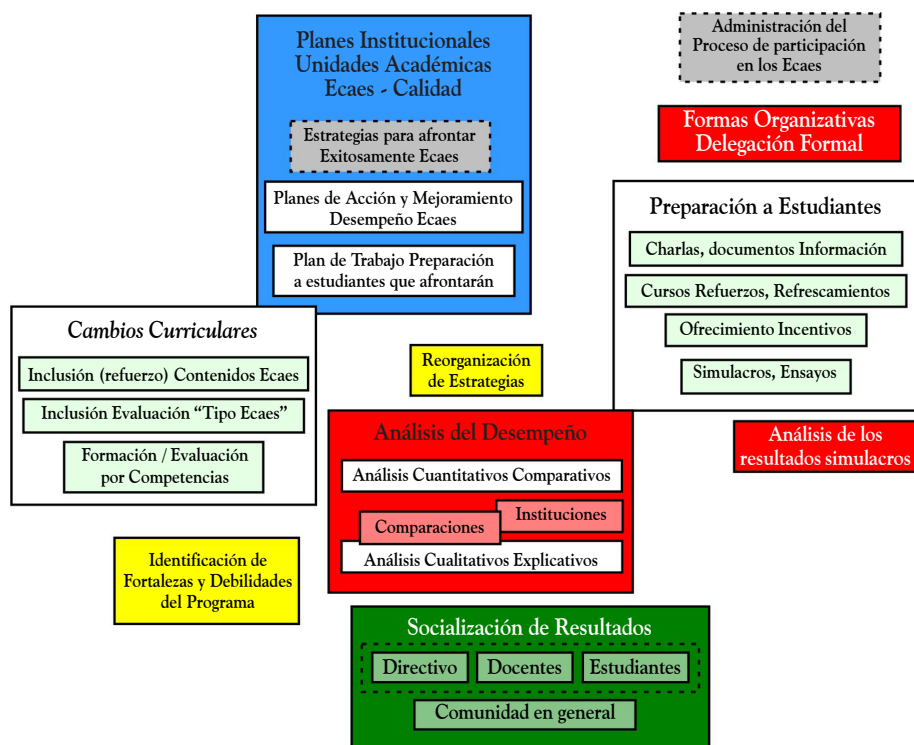 Planes Institucionales
Unidades Académicas
Ecaes - Calidad
Estrategias para afrontar
Exitosamente Ecaes
Planes de Acción y Mejoramiento
Desempeño Ecaes
Plan de Trabajo Preparación
a estudiantes que afrontarán
Administración del
Proceso de participación
en los Ecaes
Formas Organizativas
Delegación Formal
Preparación a Estudiantes
Charlas, documentos Información
Cursos Refuerzos, Refrescamientos
Ofrecimiento Incentivos
Simulacros, Ensayos
Cambios Curriculares
Inclusión (refuerzo) Contenidos Ecaes
Inclusión Evaluación “Tipo Ecaes”
Formación / Evaluación
por Competencias
Reorganización
de Estrategias
Análisis del Desempeño
Análisis Cuantitativos Comparativos
Instituciones
Comparaciones
Análisis Cualitativos Explicativos
Análisis de los
resultados simulacros
Identificación de
Fortalezas y Debilidades
del Programa
Socialización de Resultados
Directivo
Docentes
Estudiantes
Comunidad en general